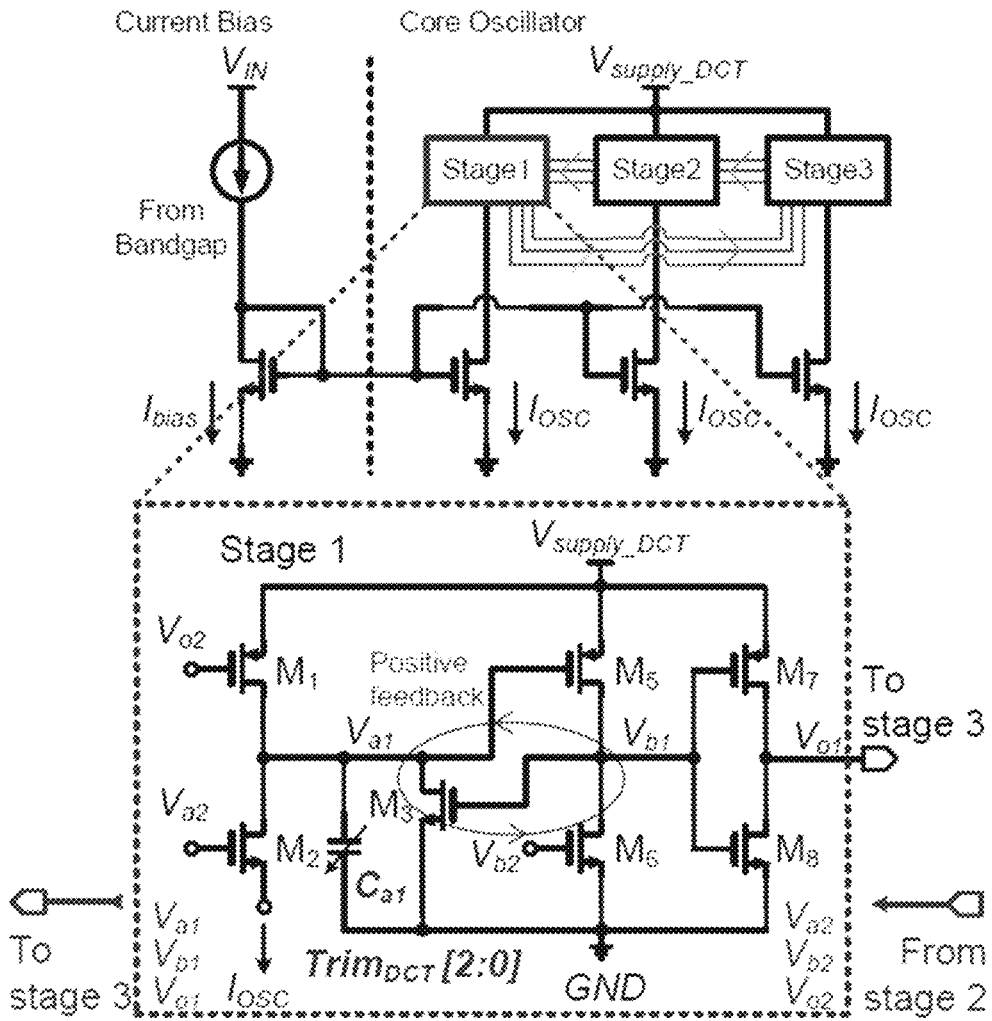 Current Bias
Core Oscillator
V_IN
V_supply_DCT
Stage1
Stage2
Stage3
From
Bandgap
I_bias
I_OSC
I_OSC
I_OSC
Stage 1
V_supply_DCT
V_o2
M_1
Positive
feedback
M_5
M_7
To
stage 3
V_a1
V_b1
V_o1
V_a2
M_2
M_3
V_b2
M_6
M_8
C_a1
To
stage 3
V_a1
V_b1
V_o1
I_OSC
Trim_DCT [2:0]
GND
V_a2
V_b2
V_o2
From
stage 2